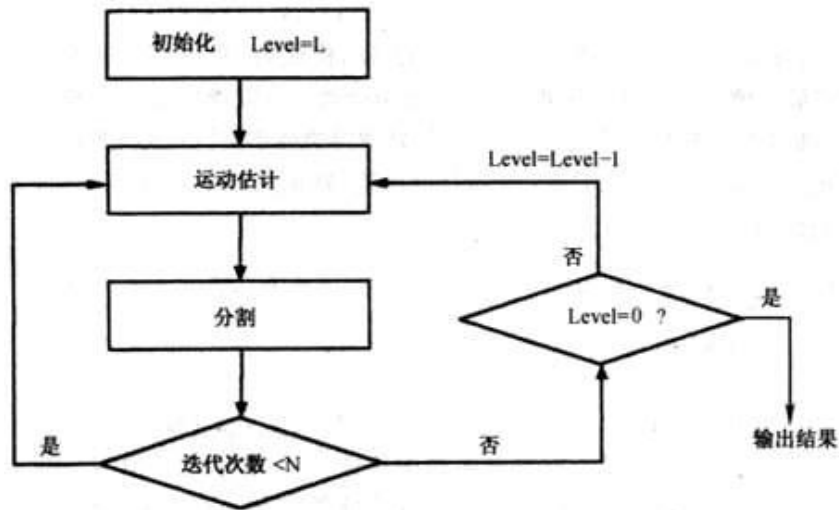 初始化 Level=L
运动估计
Level=Level-1
否
分割
Level=0 ?
是
是
迭代次数 <N
否
输出结果